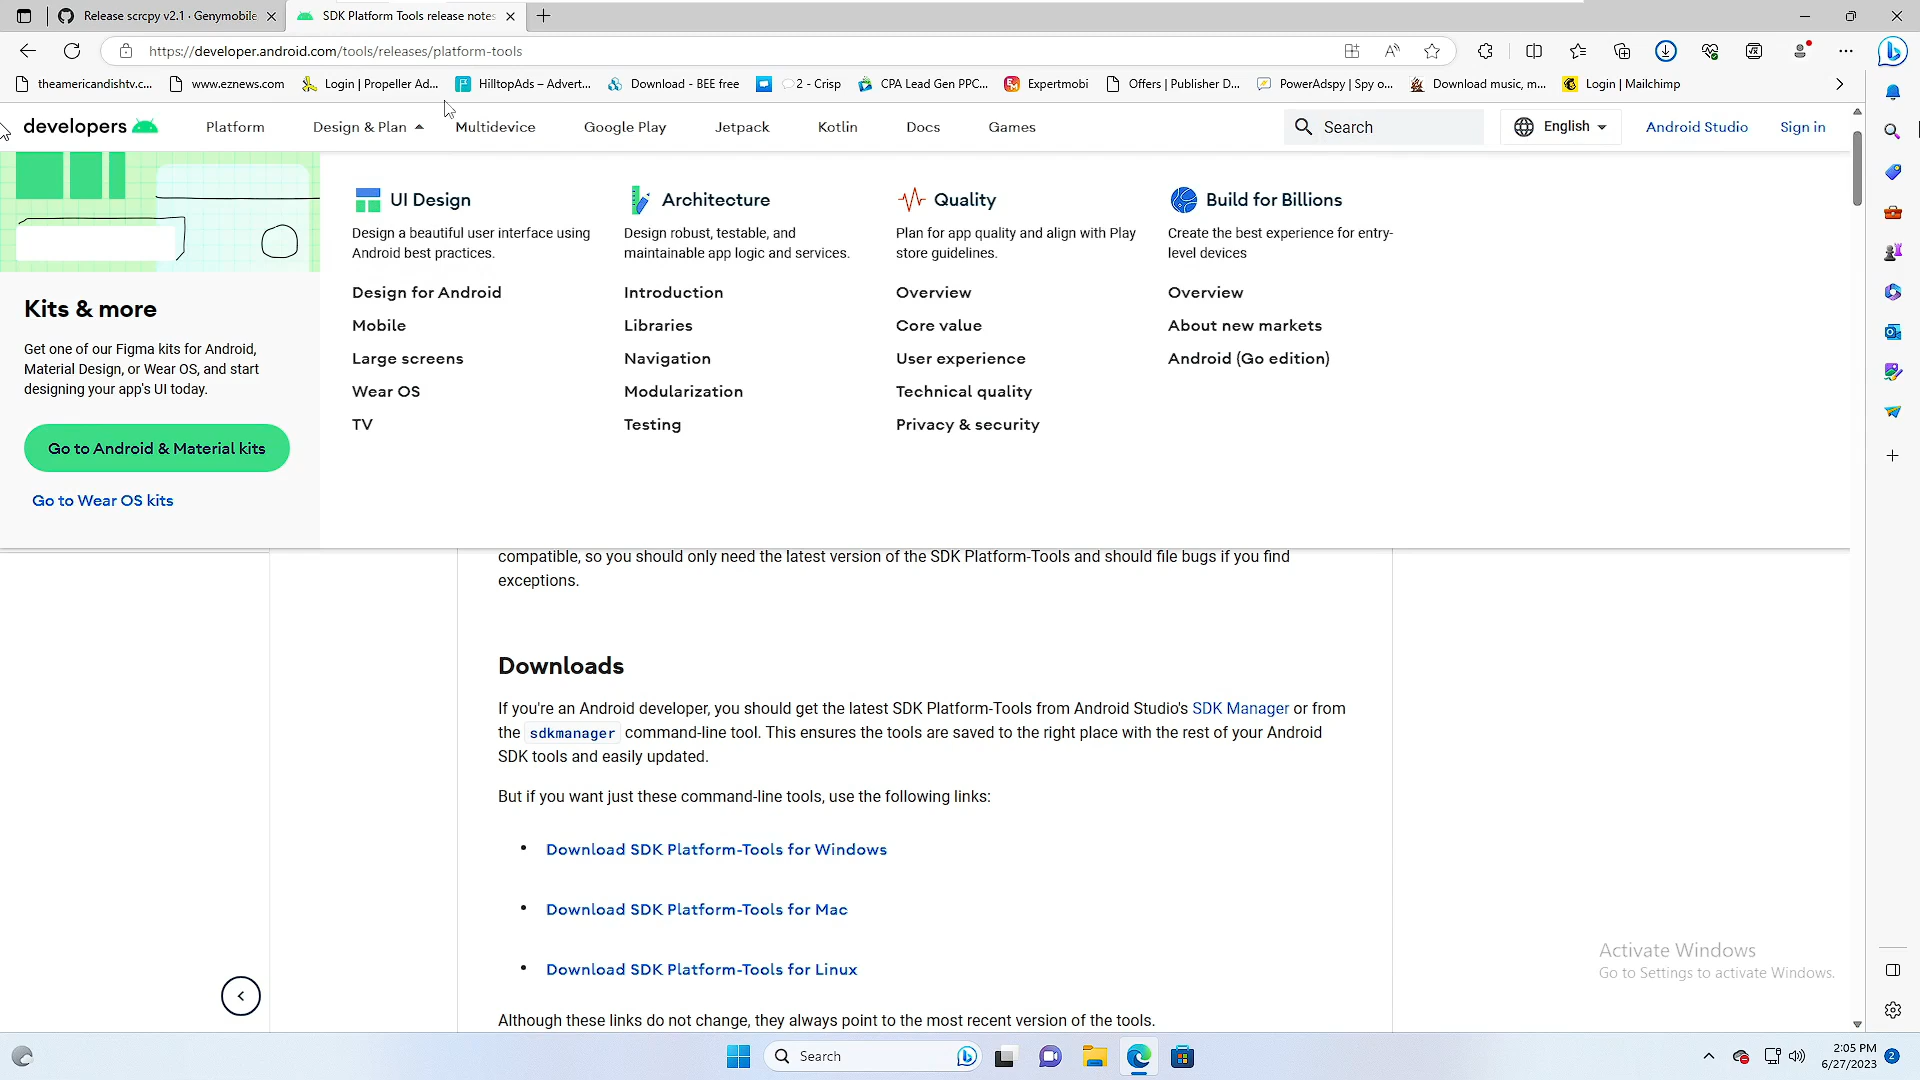 Release scrcpy v2.1 · Genymobile
SDK Platform Tools release notes
https://developer.android.com/tools/releases/platform-tools
theamericandishtv.c...
www.eznews.com
Login | Propeller Ad...
HilltopAds – Advert...
Download - BEE free
2 - Crisp
CPA Lead Gen PPC...
Expertmobi
Offers | Publisher D...
PowerAdspy | Spy o...
Download music, m...
Login | Mailchimp
developers
Platform
Design & Plan
Multidevice
Google Play
Jetpack
Kotlin
Docs
Games
Search
English
Android Studio
Sign in
Kits & more
Get one of our Figma kits for Android,
Material Design, or Wear OS, and start
designing your app's UI today.
Go to Android & Material kits
Go to Wear OS kits
UI Design
Design a beautiful user interface using
Android best practices.
Design for Android
Mobile
Large screens
Wear OS
TV
Architecture
Design robust, testable, and
maintainable app logic and services.
Introduction
Libraries
Navigation
Modularization
Testing
Quality
Plan for app quality and align with Play
store guidelines.
Overview
Core value
User experience
Technical quality
Privacy & security
Build for Billions
Create the best experience for entry-
level devices
Overview
About new markets
Android (Go edition)
compatible, so you should only need the latest version of the SDK Platform-Tools and should file bugs if you find
exceptions.
Downloads
If you're an Android developer, you should get the latest SDK Platform-Tools from Android Studio's SDK Manager or from
the sdkmanager command-line tool. This ensures the tools are saved to the right place with the rest of your Android
SDK tools and easily updated.
But if you want just these command-line tools, use the following links:
• Download SDK Platform-Tools for Windows
• Download SDK Platform-Tools for Mac
• Download SDK Platform-Tools for Linux
Although these links do not change, they always point to the most recent version of the tools.
Activate Windows
Go to Settings to activate Windows.
Search
2:05 PM
6/27/2023
2